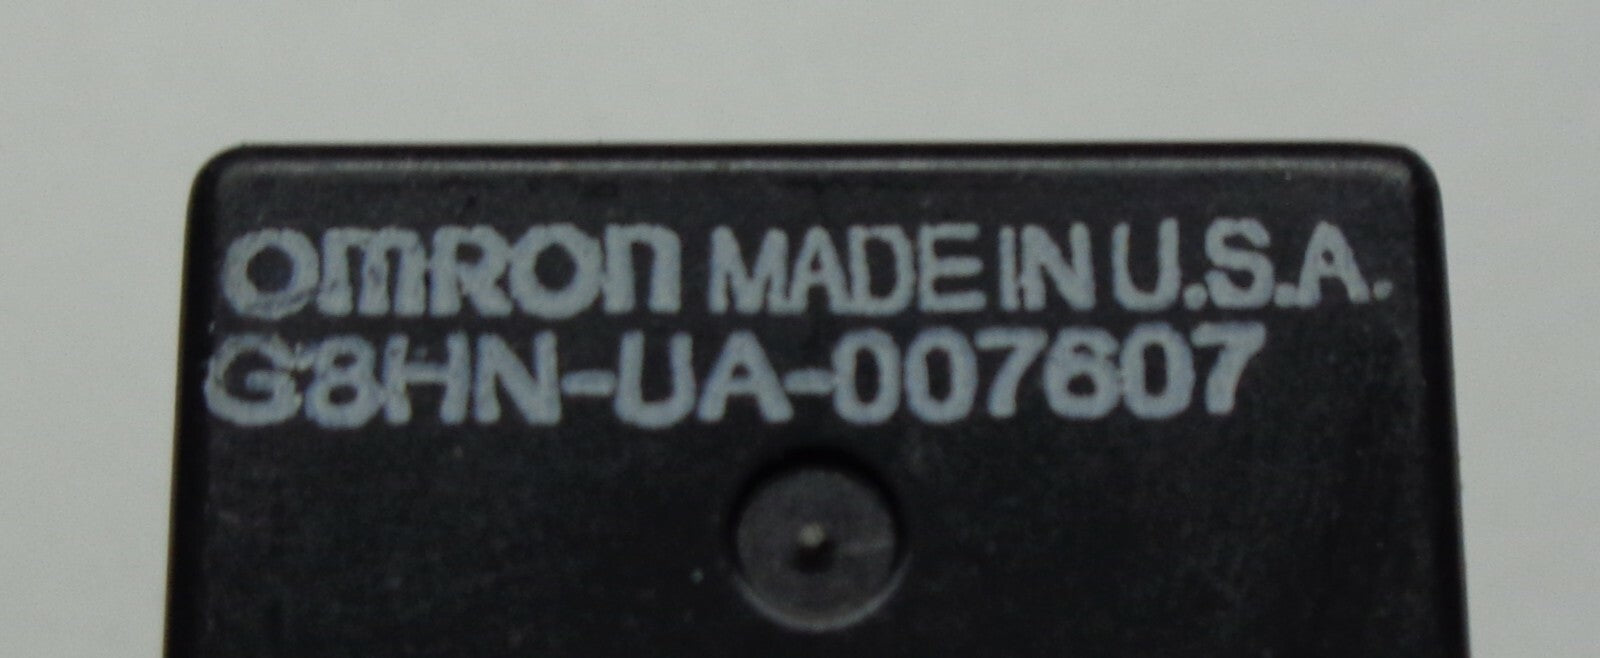 OMRON MADE IN U.S.A.
G8HN-UA-007607